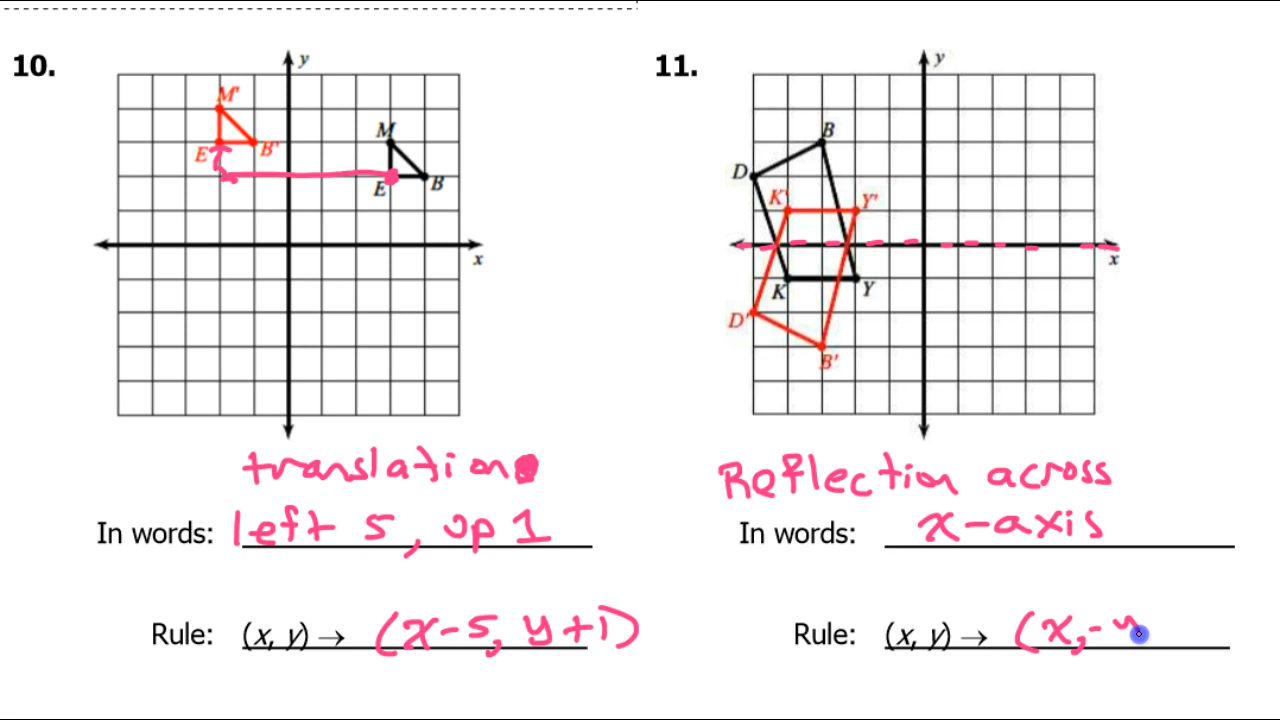 10.
y
M'
E'
B'
M
E
B
x
translation
In words: left 5, up 1
Rule: (x, y) → (x-5, y+1)
11.
y
B
D
K'
Y'
x
K
Y
D'
B'
Reflection across
In words: x-axis
Rule: (x, y) → (x,-y